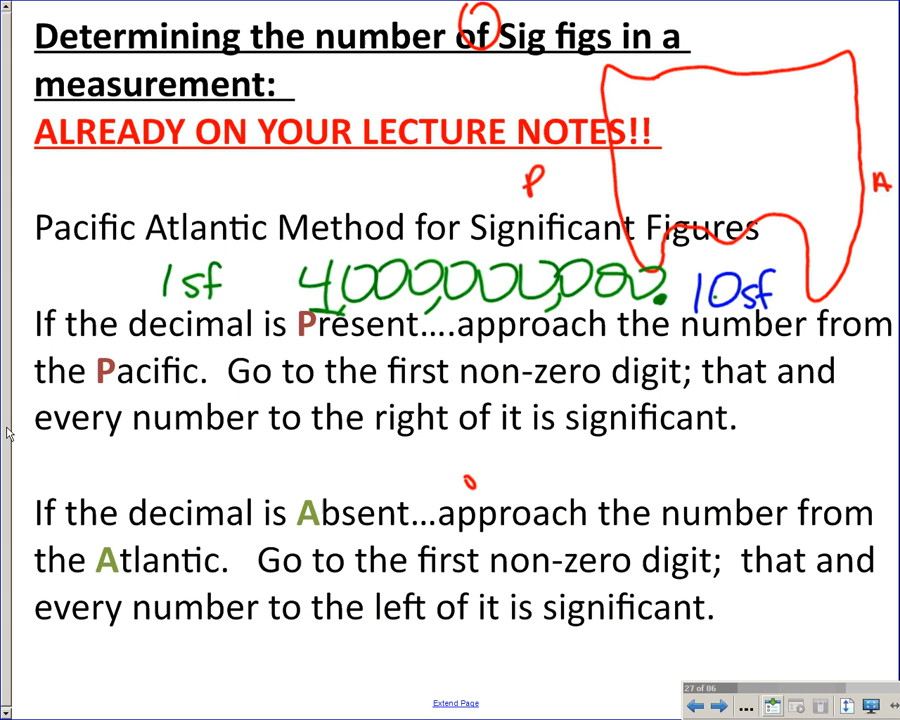 Determining the number of Sig figs in a
measurement:
ALREADY ON YOUR LECTURE NOTES!!
P
A
Pacific Atlantic Method for Significant Figures
1 sf 4,000,000,000. 10 sf
If the decimal is Present….approach the number from
the Pacific. Go to the first non-zero digit; that and
every number to the right of it is significant.
If the decimal is Absent…approach the number from
the Atlantic. Go to the first non-zero digit; that and
every number to the left of it is significant.
27 of 86
Extend Page